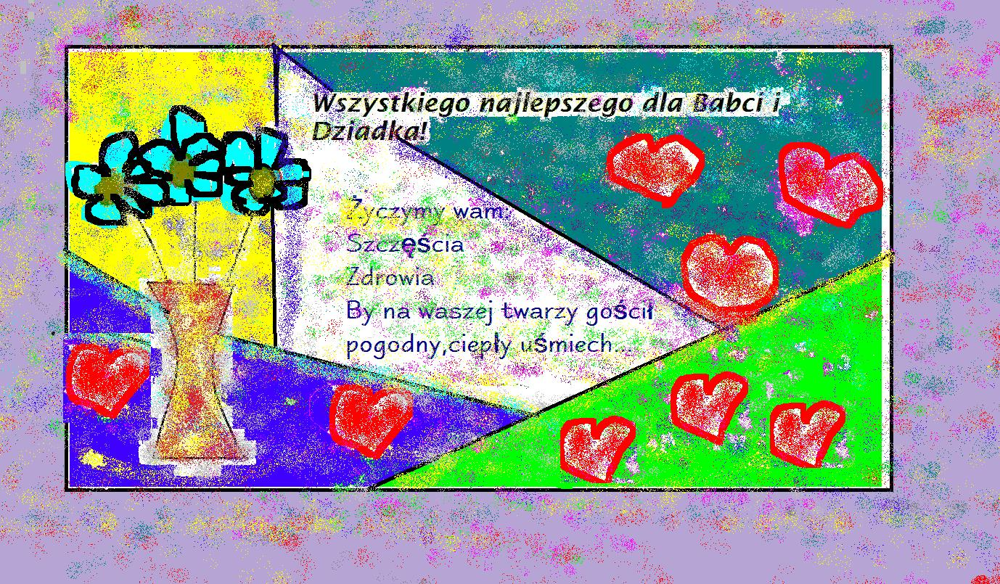 Wszystkiego najlepszego dla Babci i
Dziadka!
Życzymy wam:
Szczęścia
Zdrowia
By na waszej twarzy gościł
pogodny,ciepły uśmiech...